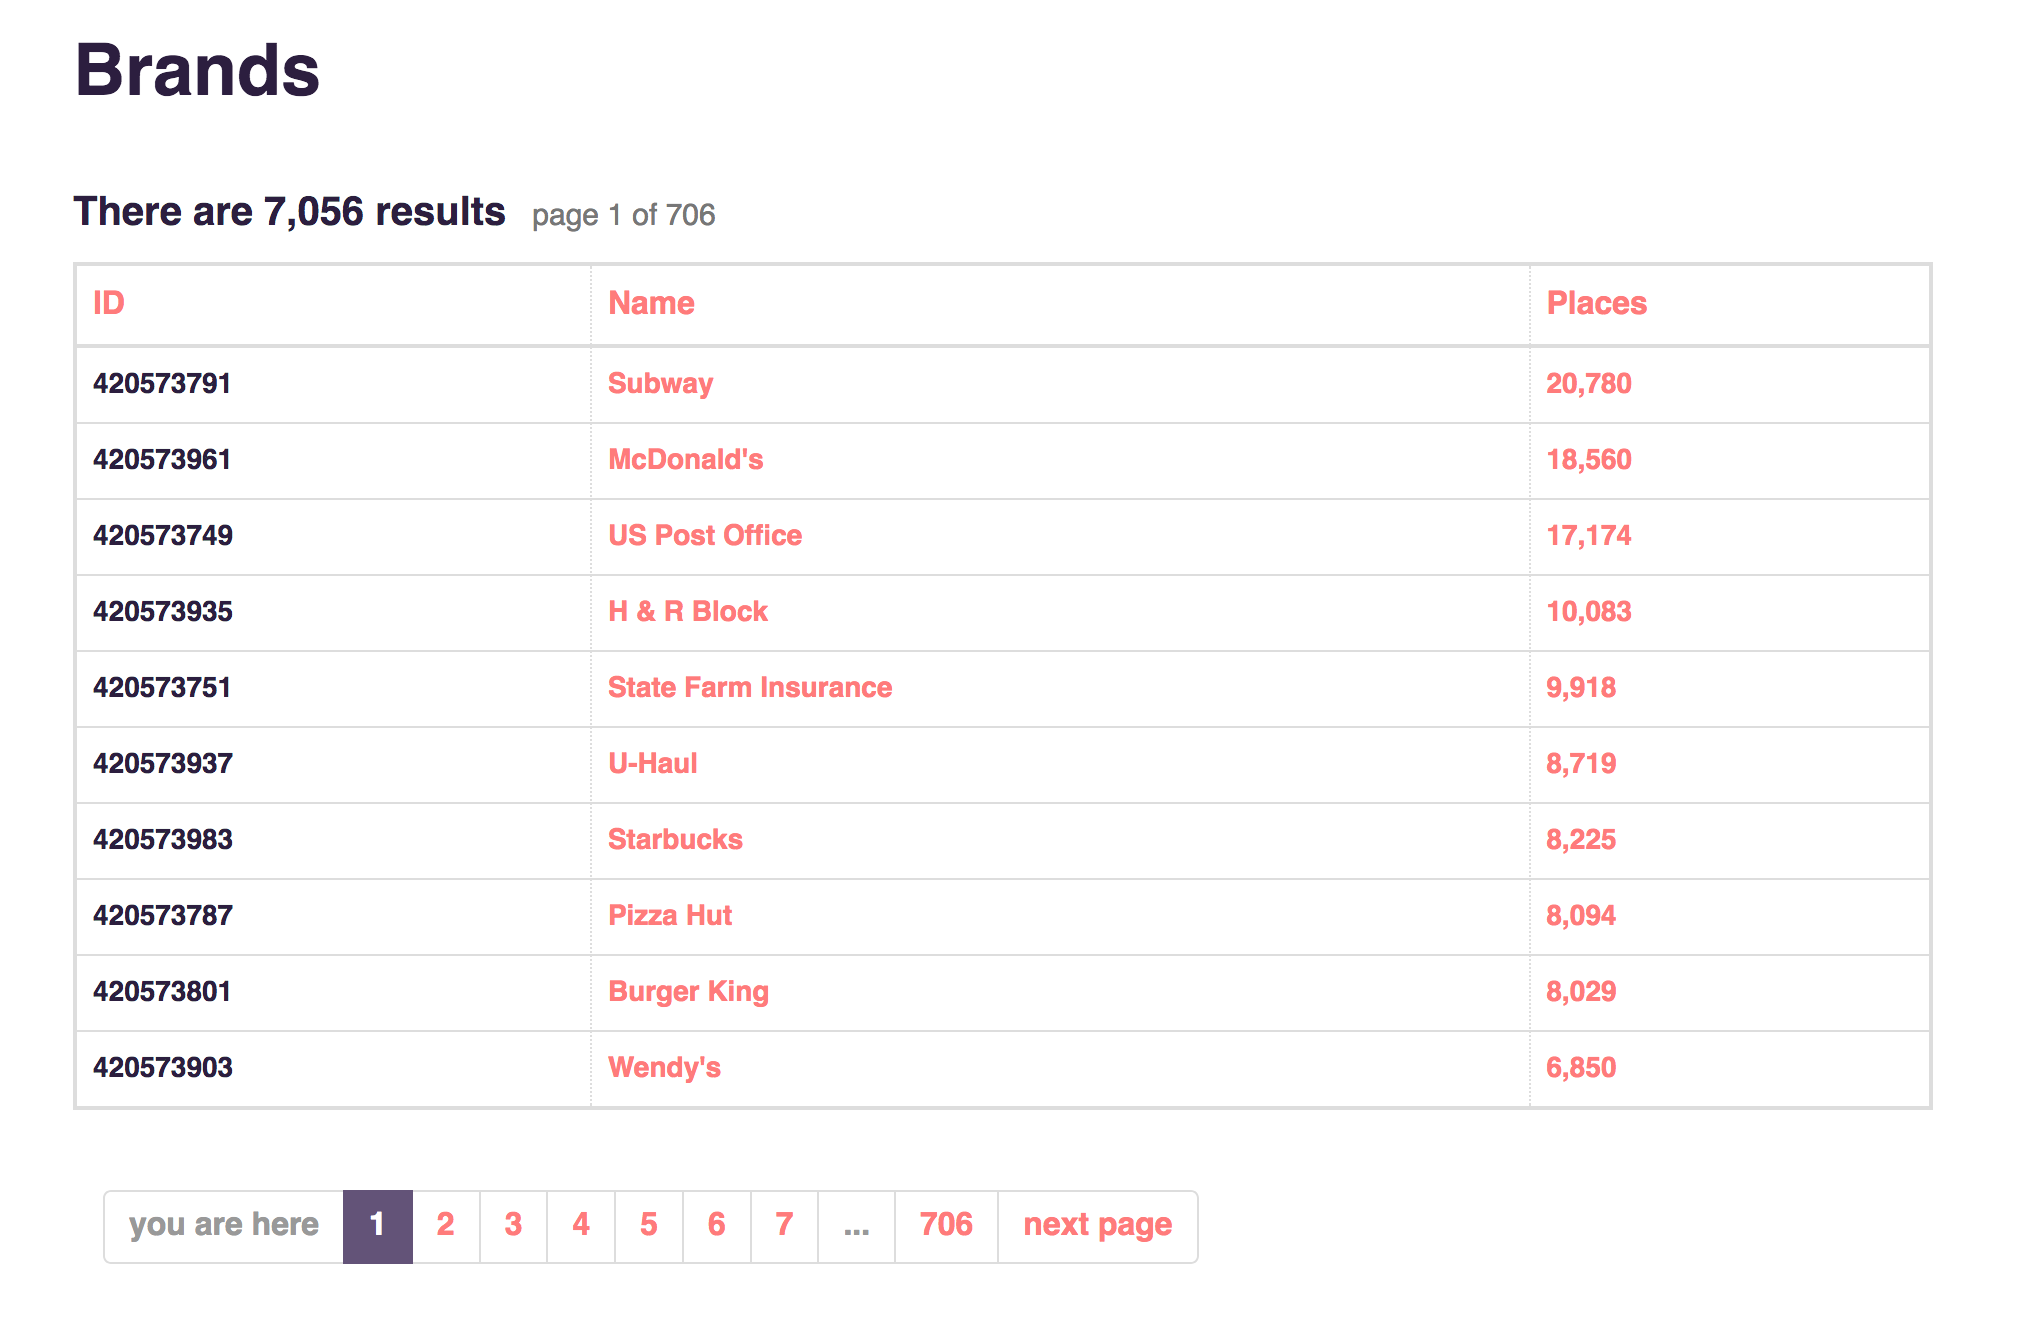 Brands
There are 7,056 results page 1 of 706
ID Name Places
420573791 Subway 20,780
420573961 McDonald's 18,560
420573749 US Post Office 17,174
420573935 H & R Block 10,083
420573751 State Farm Insurance 9,918
420573937 U-Haul 8,719
420573983 Starbucks 8,225
420573787 Pizza Hut 8,094
420573801 Burger King 8,029
420573903 Wendy's 6,850
you are here 1 2 3 4 5 6 7 ... 706 next page